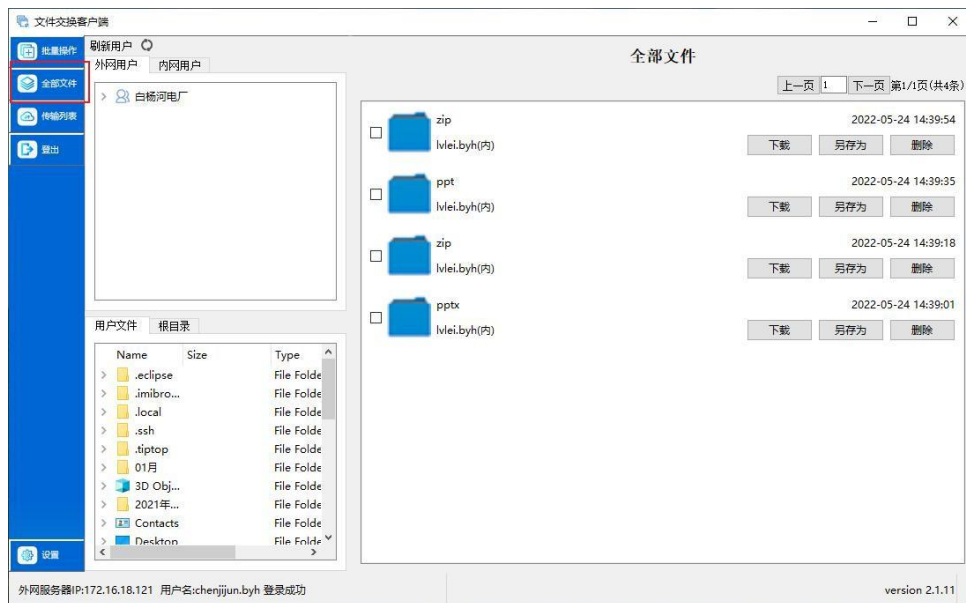 文件交换客户端
批量操作
全部文件
传输列表
登出
设置
刷新用户
外网用户 内网用户
白杨河电厂
用户文件 根目录
Name Size Type
.eclipse File Folde
.imibro... File Folde
.local File Folde
.ssh File Folde
.tiptop File Folde
01月 File Folde
3D Obj... File Folde
2021年... File Folde
Contacts File Folde
Desktop File Folde
全部文件
上一页 1 下一页 第1/1页(共4条)
zip 2022-05-24 14:39:54
lvlei.byh(内) 下载 另存为 删除
ppt 2022-05-24 14:39:35
lvlei.byh(内) 下载 另存为 删除
zip 2022-05-24 14:39:18
lvlei.byh(内) 下载 另存为 删除
pptx 2022-05-24 14:39:01
lvlei.byh(内) 下载 另存为 删除
外网服务器IP:172.16.18.121 用户名:chenjijun.byh 登录成功
version 2.1.11